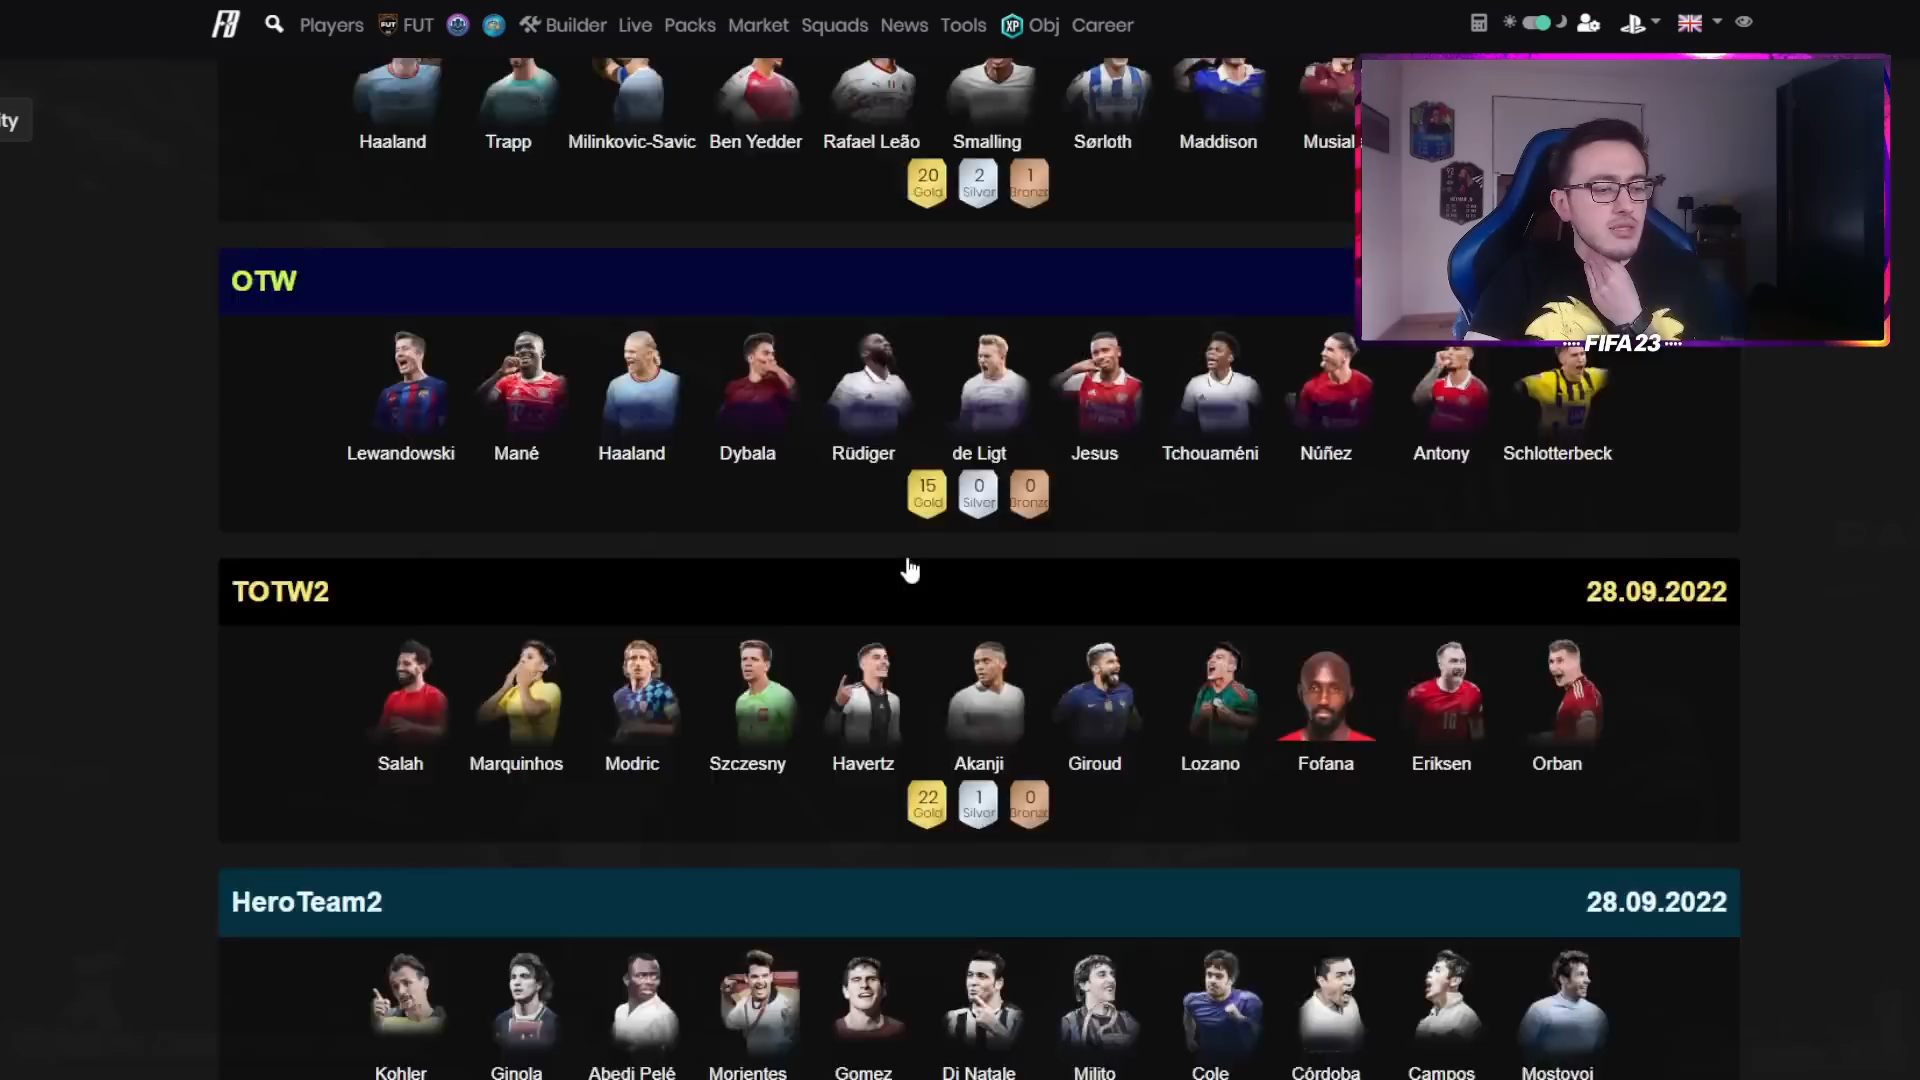 Players FUT Builder Live Packs Market Squads News Tools XP Obj Career
ty
Haaland Trapp Milinkovic-Savic Ben Yedder Rafael Leão Smalling Sørloth Maddison Musial
20 2 1
Gold Silver Bronze
OTW
FIFA 23
Lewandowski Mané Haaland Dybala Rüdiger de Ligt Jesus Tchouaméni Núñez Antony Schlotterbeck
15 0 0
Gold Silver Bronze
TOTW2 28.09.2022
Salah Marquinhos Modric Szczesny Havertz Akanji Giroud Lozano Fofana Eriksen Orban
22 1 0
Gold Silver Bronze
HeroTeam2 28.09.2022
Kohler Ginola Abedi Pelé Morientes Gomez Di Natale Milito Cole Córdoba Campos Mostovoi